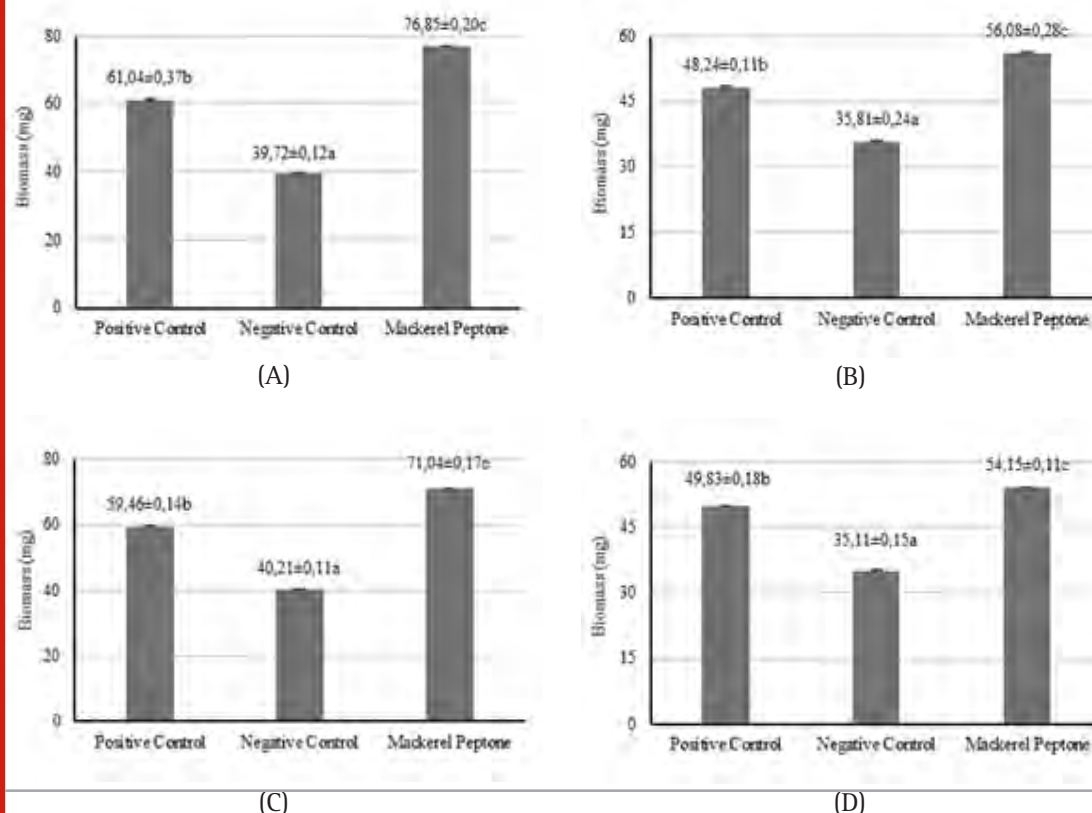 80
60
40
20
0
Biomass (mg)
61,04±0,37b
39,72±0,12a
76,85±0,20c
Positive Control Negative Control Mackerel Peptone
(A)
60
45
30
15
0
Biomass (mg)
48,24±0,11b
35,81±0,24a
56,08±0,28c
Positive Control Negative Control Mackerel Peptone
(B)
80
60
40
20
0
Biomass (mg)
59,46±0,14b
40,21±0,11a
71,04±0,17c
Positive Control Negative Control Mackerel Peptone
(C)
60
45
30
15
0
Biomass (mg)
49,83±0,18b
35,11±0,15a
54,15±0,11c
Positive Control Negative Control Mackerel Peptone
(D)